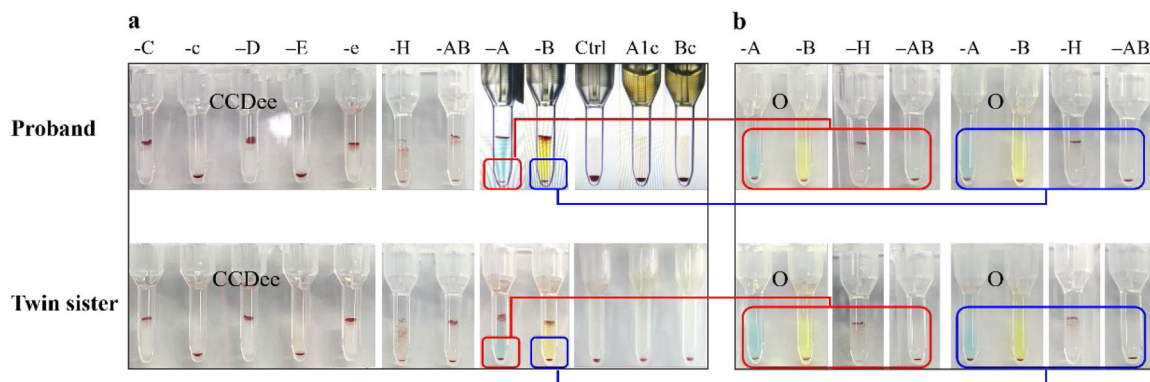 a
b
-C -c –D –E -e -H -AB –A -B Ctrl A1c Bc
-A -B –H –AB -A -B -H –AB
Proband
CCDee
O
O
Twin sister
CCDee
O
O